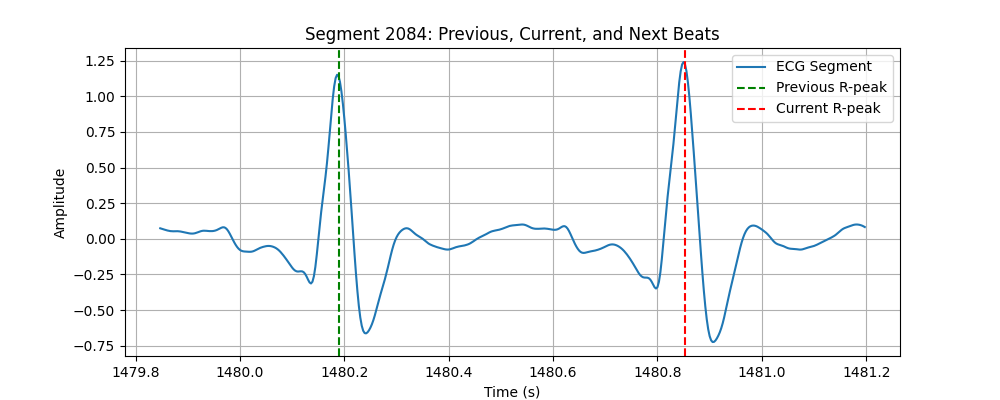 Segment 2084: Previous, Current, and Next Beats
ECG Segment
Previous R-peak
Current R-peak
Amplitude
1.25
1.00
0.75
0.50
0.25
0.00
−0.25
−0.50
−0.75
1479.8 1480.0 1480.2 1480.4 1480.6 1480.8 1481.0 1481.2
Time (s)